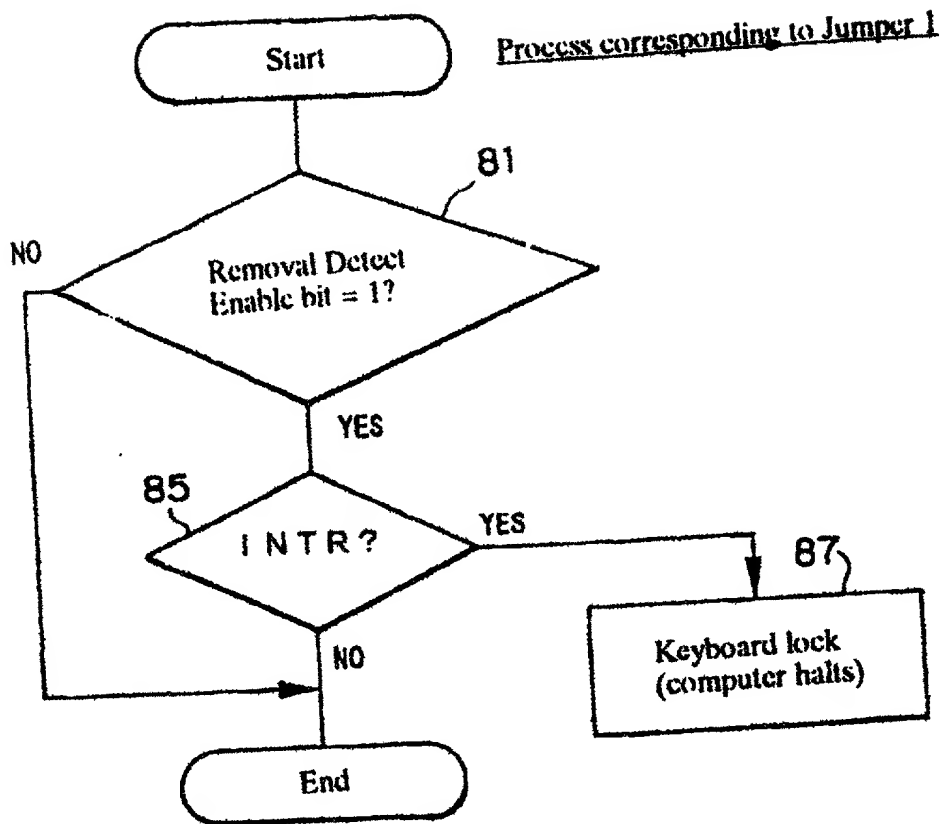 Process corresponding to Jumper 1
Start
81
NO
Removal Detect
Enable bit = 1?
YES
85
INTR?
YES
87
Keyboard lock
(computer halts)
NO
End